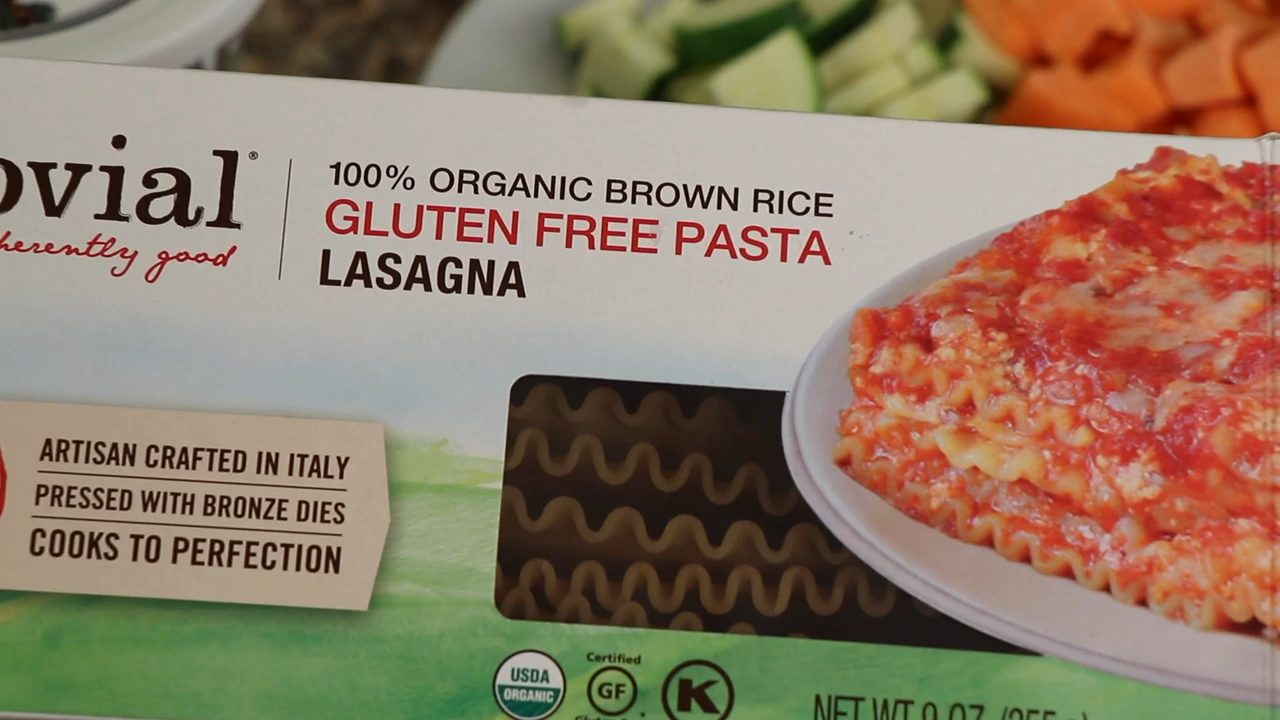 ovial®
herently good
100% ORGANIC BROWN RICE
GLUTEN FREE PASTA
LASAGNA
ARTISAN CRAFTED IN ITALY
PRESSED WITH BRONZE DIES
COOKS TO PERFECTION
USDA
ORGANIC
Certified
GF
K
NET WT 9 OZ